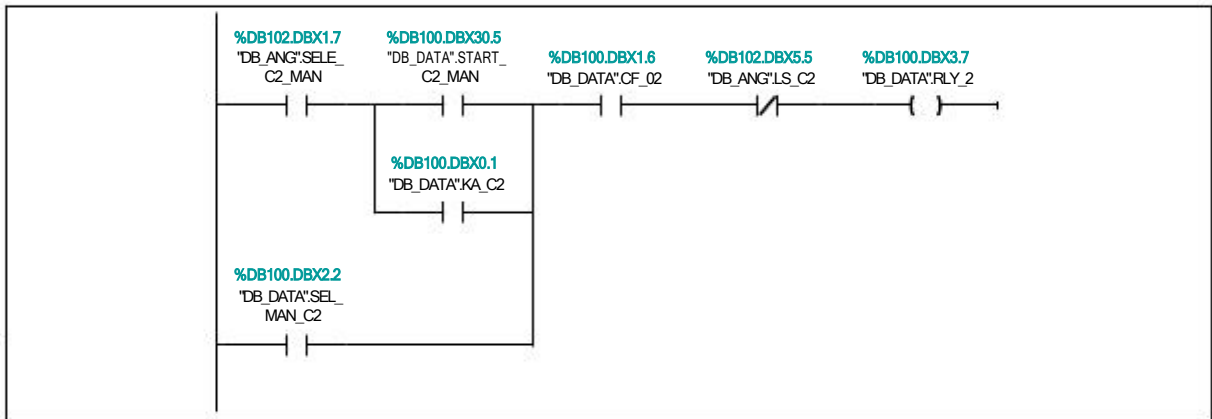 %DB102.DBX1.7
"DB_ANG".SELE_
C2_MAN
%DB100.DBX30.5
"DB_DATA".START_
C2_MAN
%DB100.DBX1.6
"DB_DATA".CF_02
%DB102.DBX5.5
"DB_ANG".LS_C2
%DB100.DBX3.7
"DB_DATA".RLY_2
%DB100.DBX0.1
"DB_DATA".KA_C2
%DB100.DBX2.2
"DB_DATA".SEL_
MAN_C2